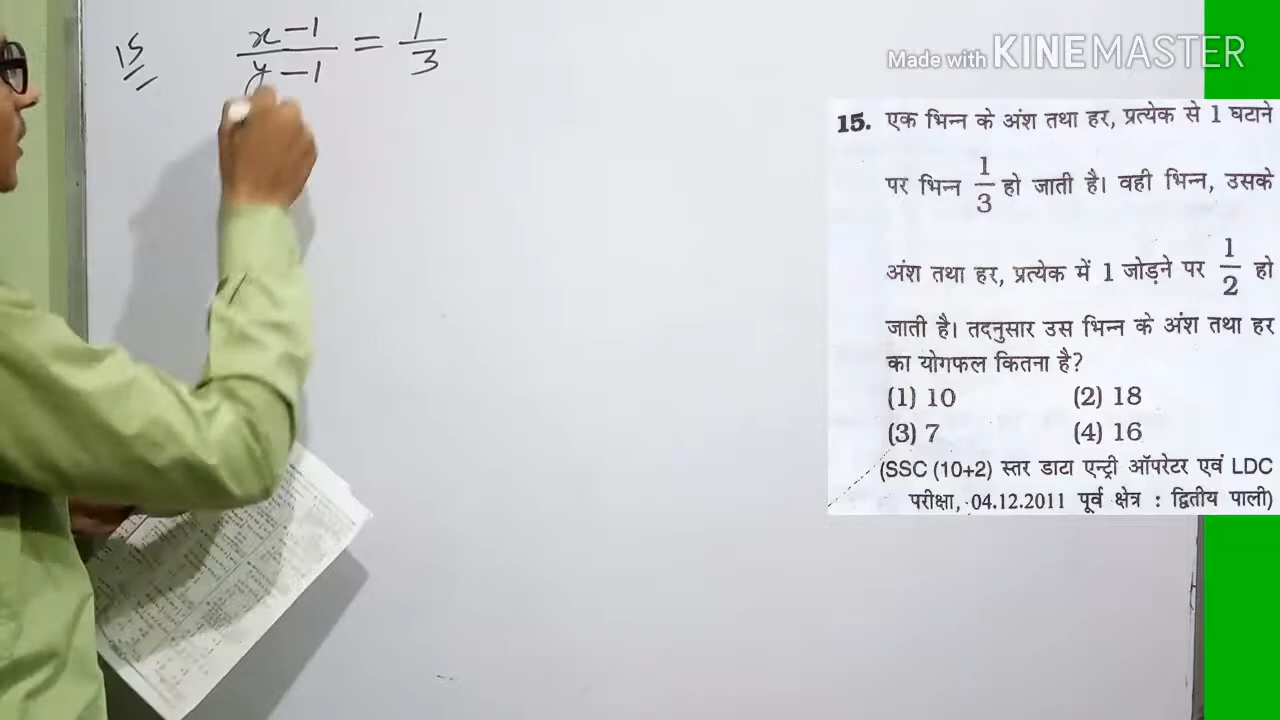 15
x-1/y-1 = 1/3
Made with KINEMASTER
15. एक भिन्न के अंश तथा हर, प्रत्येक से 1 घटाने
पर भिन्न 1/3 हो जाती है। वही भिन्न, उसके
अंश तथा हर, प्रत्येक में 1 जोड़ने पर 1/2 हो
जाती है। तदनुसार उस भिन्न के अंश तथा हर
का योगफल कितना है?
(1) 10 (2) 18
(3) 7 (4) 16
(SSC (10+2) स्तर डाटा एन्ट्री ऑपरेटर एवं LDC
परीक्षा, 04.12.2011 पूर्व क्षेत्र : द्वितीय पाली)